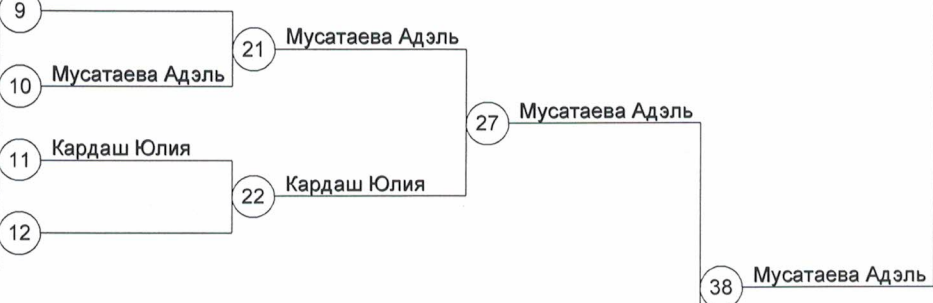 9
21 Мусатаева Адэль
10 Мусатаева Адэль
27 Мусатаева Адэль
11 Кардаш Юлия
22 Кардаш Юлия
12
38 Мусатаева Адэль